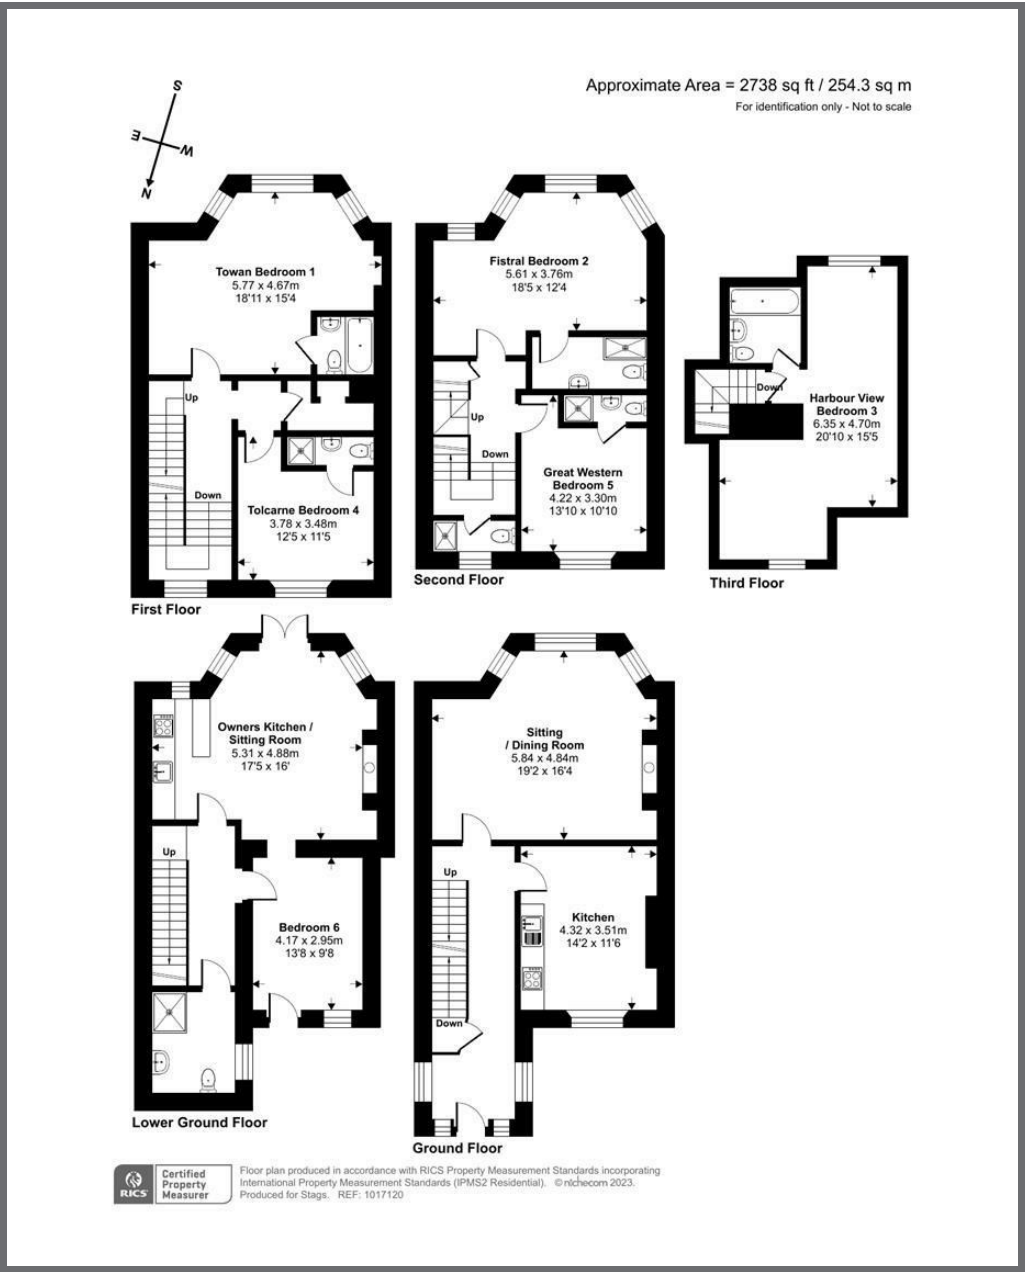 Approximate Area = 2738 sq ft / 254.3 sq m
For identification only - Not to scale
S
E
W
N
Towan Bedroom 1
5.77 x 4.67m
18'11 x 15'4
Up
Down
Tolcarne Bedroom 4
3.78 x 3.48m
12'5 x 11'5
First Floor
Fistral Bedroom 2
5.61 x 3.76m
18'5 x 12'4
Up
Down
Great Western
Bedroom 5
4.22 x 3.30m
13'10 x 10'10
Second Floor
Down
Harbour View
Bedroom 3
6.35 x 4.70m
20'10 x 15'5
Third Floor
Owners Kitchen /
Sitting Room
5.31 x 4.88m
17'5 x 16'
Up
Bedroom 6
4.17 x 2.95m
13'8 x 9'8
Lower Ground Floor
Sitting
/ Dining Room
5.84 x 4.84m
19'2 x 16'4
Up
Kitchen
4.32 x 3.51m
14'2 x 11'6
Down
Ground Floor
RICS
Certified
Property
Measurer
Floor plan produced in accordance with RICS Property Measurement Standards incorporating
International Property Measurement Standards (IPMS2 Residential). © nichecom 2023.
Produced for Stags. REF: 1017120